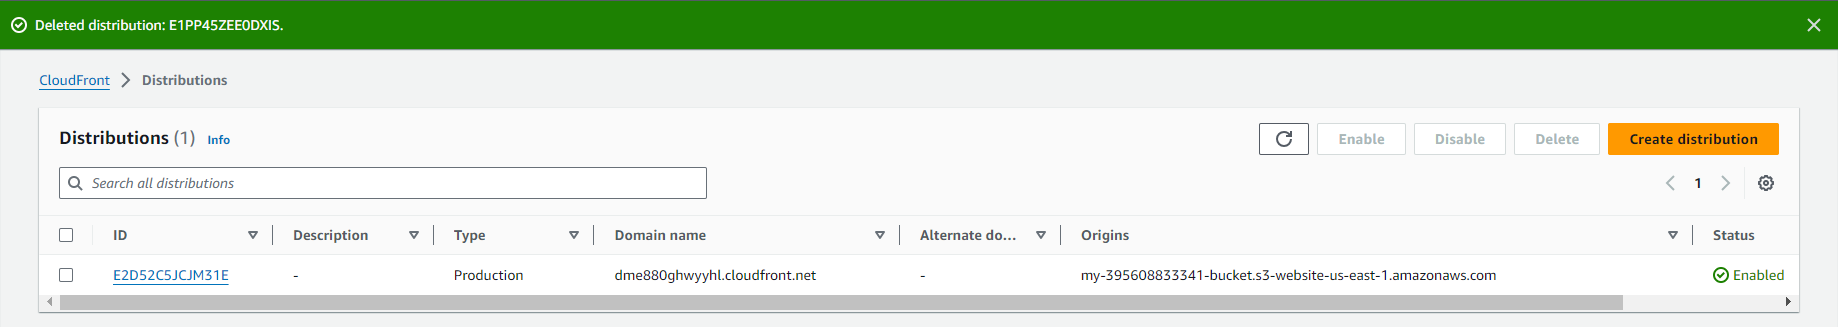 Deleted distribution: E1PP45ZEE0DXIS.
CloudFront Distributions
Distributions (1) Info
Enable Disable Delete Create distribution
Search all distributions
1
ID Description Type Domain name Alternate do... Origins Status
E2D52C5JCJM31E - Production dme880ghwyyhl.cloudfront.net - my-395608833341-bucket.s3-website-us-east-1.amazonaws.com Enabled